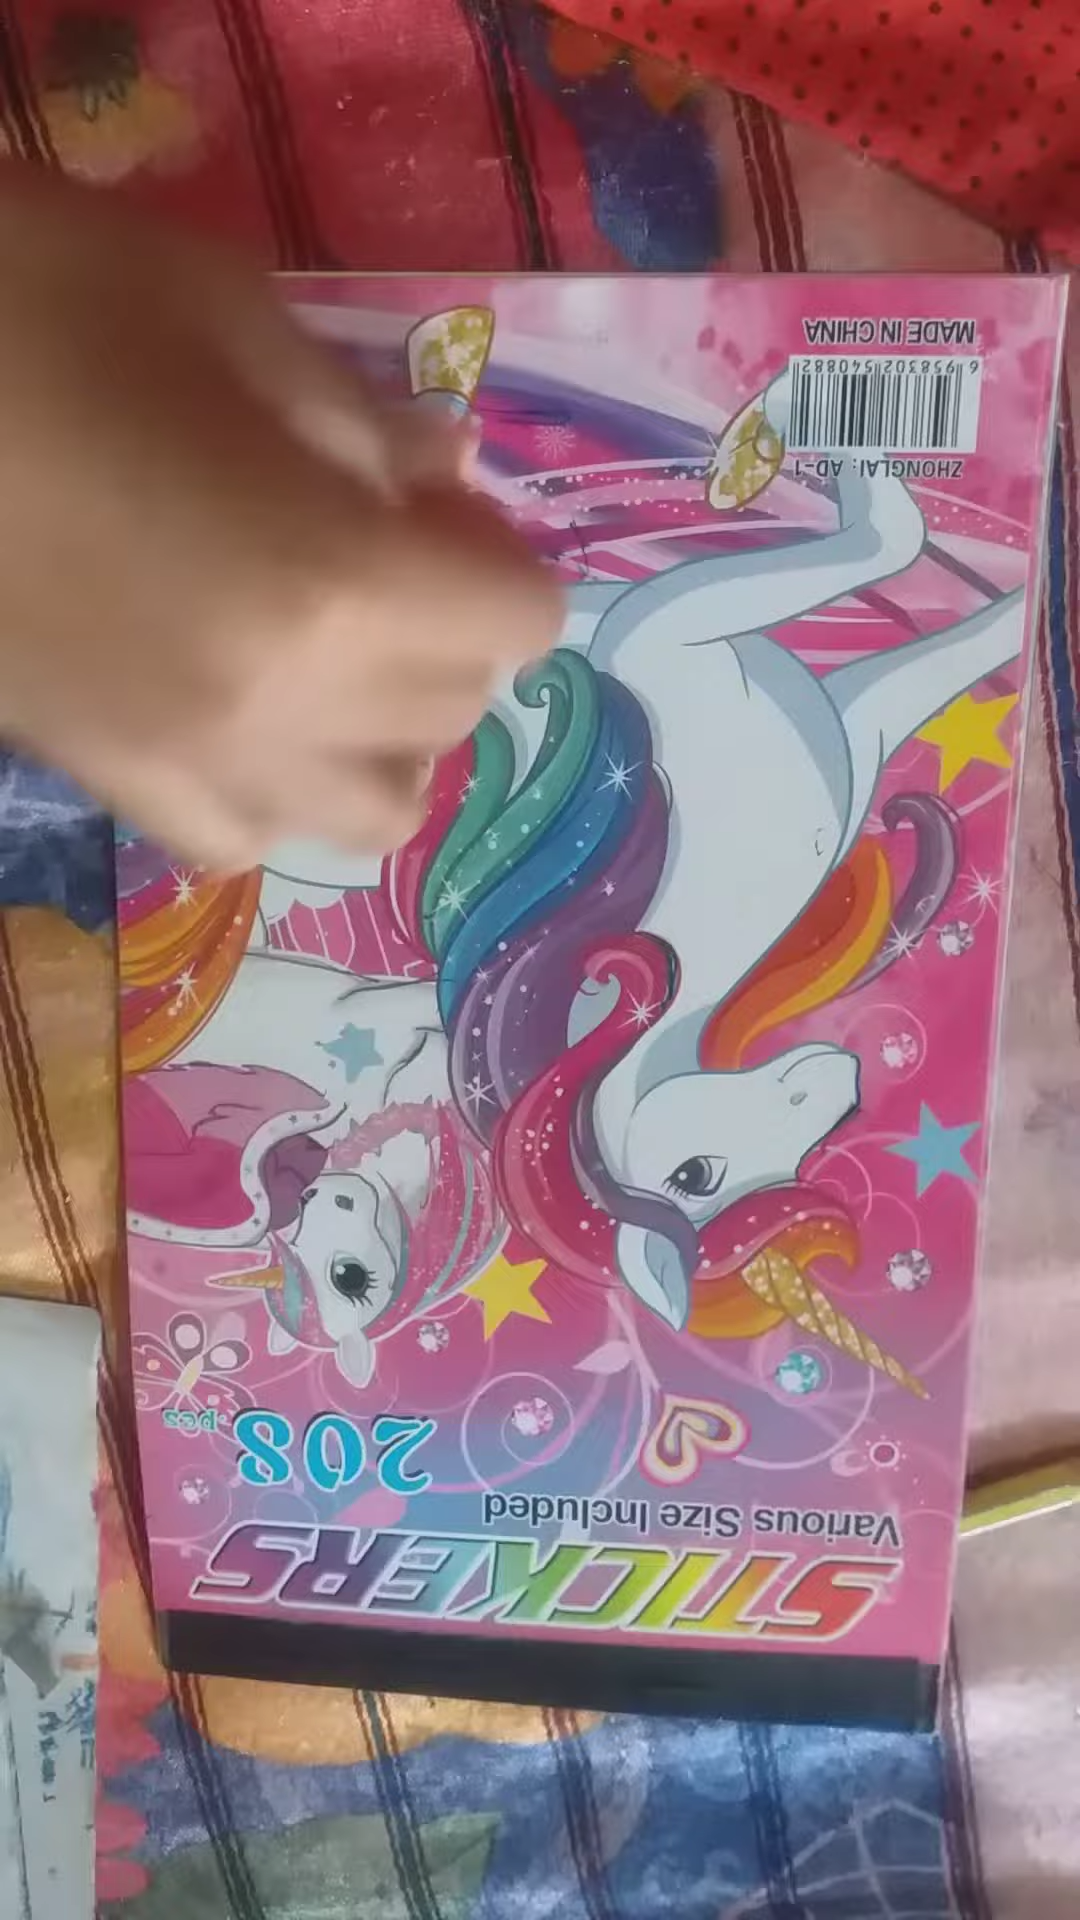 STICKERS
Various Size Included
208 pcs
ZHONGLAI: AD-1
6 958302 540882
MADE IN CHINA